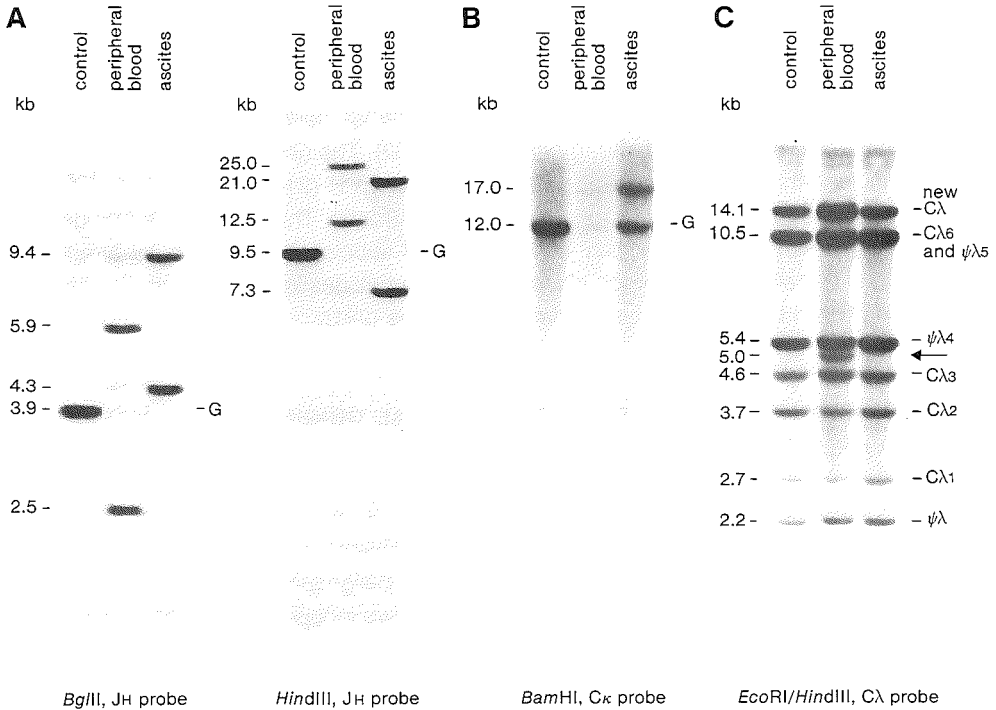 A
control
peripheral
blood
ascites
kb
9.4 –
5.9 –
4.3 –
3.9 –
2.5 –
– G
BglII, JH probe
control
peripheral
blood
ascites
kb
25.0 –
21.0 –
12.5 –
9.5 –
7.3 –
– G
HindIII, JH probe
B
control
peripheral
blood
ascites
kb
17.0 –
12.0 –
– G
BamHI, Cκ probe
C
control
peripheral
blood
ascites
kb
14.1 –
10.5 –
5.4 –
5.0 –
4.6 –
3.7 –
2.7 –
2.2 –
new
– Cλ
– Cλ6
and ψλ5
– ψλ4
– Cλ3
– Cλ2
– Cλ1
– ψλ
EcoRI/HindIII, Cλ probe